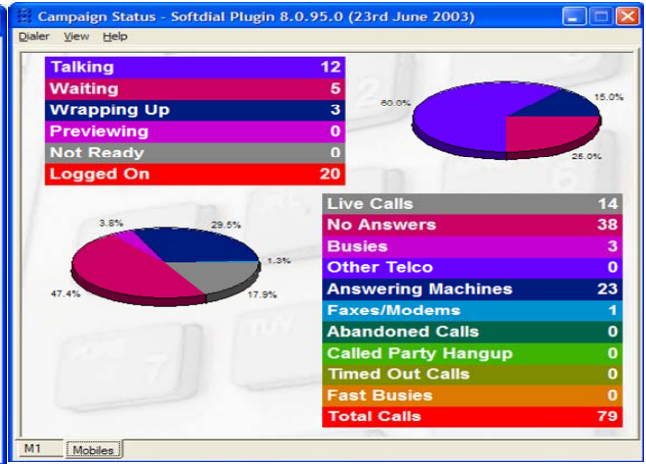 Campaign Status - Softdial Plugin 8.0.95.0 (23rd June 2003)
Dialer View Help
Talking 12
Waiting 5
Wrapping Up 3
Previewing 0
Not Ready 0
Logged On 20
60.0%
15.0%
25.0%
Live Calls 14
No Answers 38
Busies 3
Other Telco 0
Answering Machines 23
Faxes/Modems 1
Abandoned Calls 0
Called Party Hangup 0
Timed Out Calls 0
Fast Busies 0
Total Calls 79
3.8%
29.5%
1.3%
47.4%
17.9%
M1 Mobiles